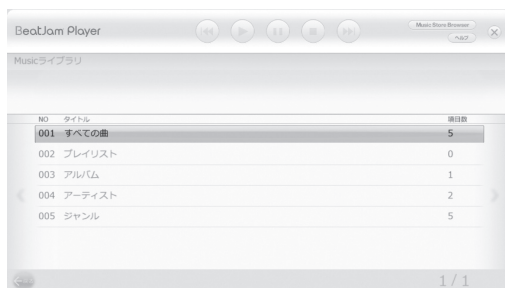 BeatJam Player
Music Store Browser
ヘルプ
Musicライブラリ
NO タイトル 項目数
001 すべての曲 5
002 プレイリスト 0
003 アルバム 1
004 アーティスト 2
005 ジャンル 5
1 / 1